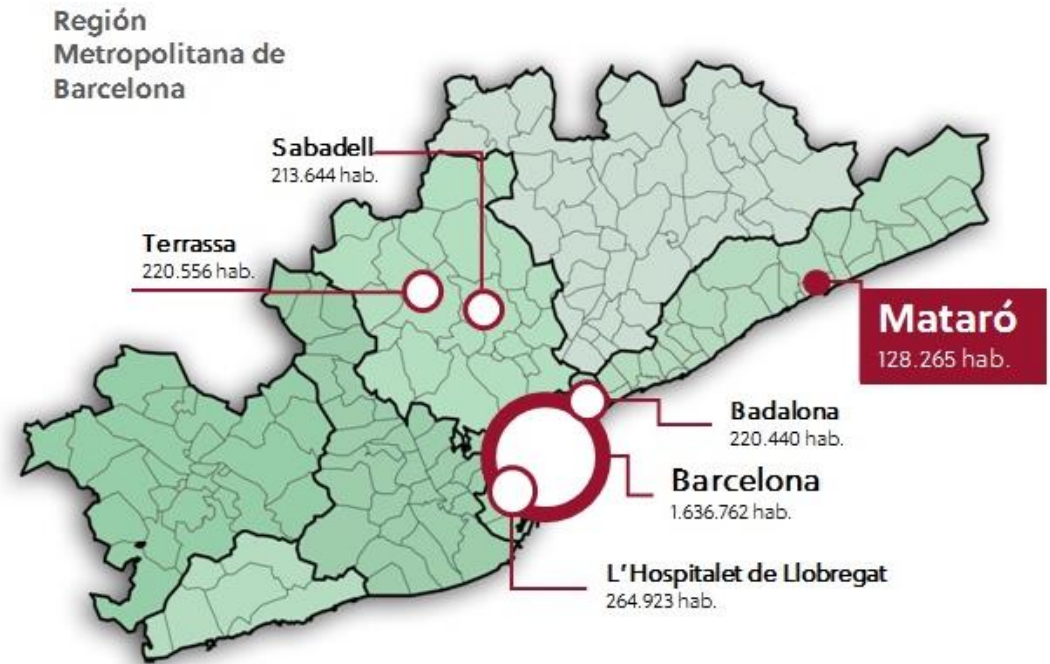 Región
Metropolitana de
Barcelona
Sabadell
213.644 hab.
Terrassa
220.556 hab.
Mataró
128.265 hab.
Badalona
220.440 hab.
Barcelona
1.636.762 hab.
L'Hospitalet de Llobregat
264.923 hab.